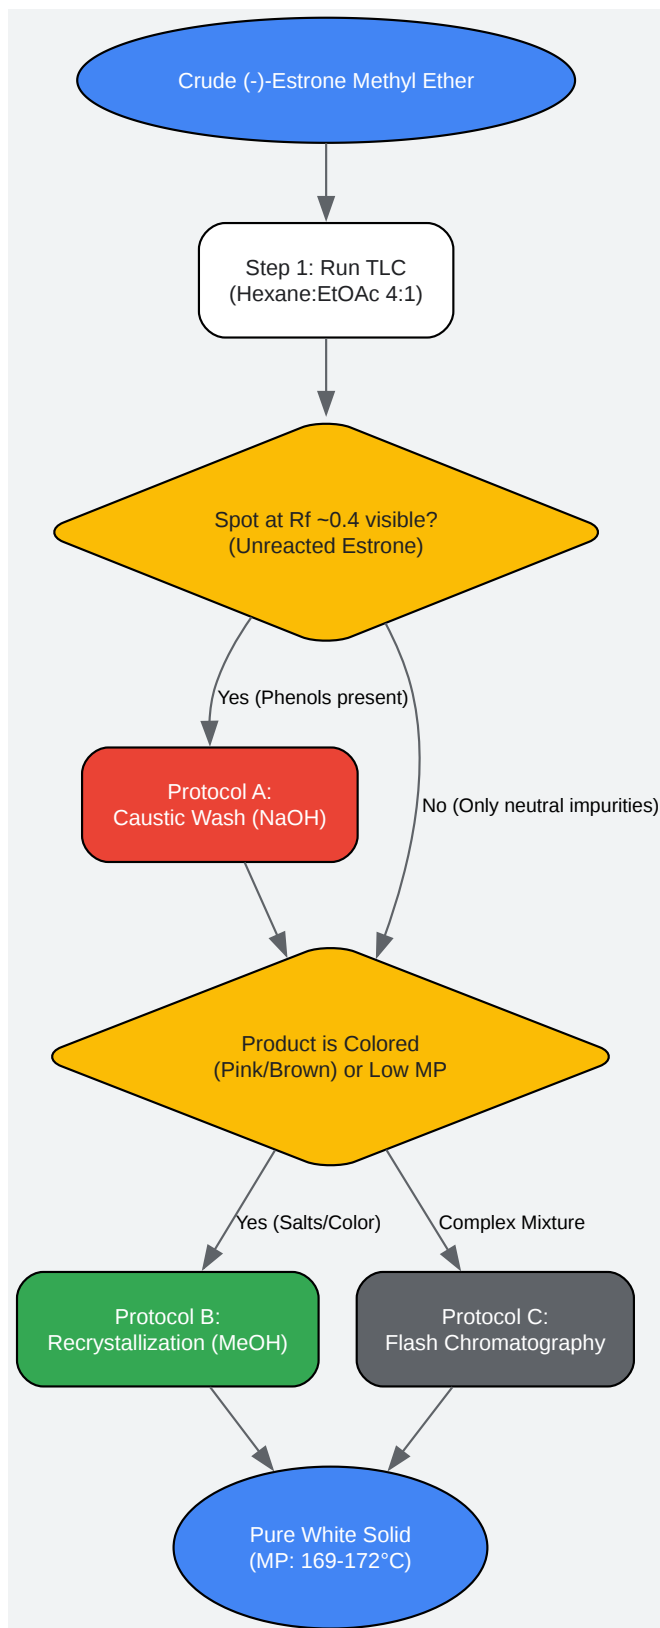 Crude (-)-Estrone Methyl Ether
Step 1: Run TLC
(Hexane:EtOAc 4:1)
Spot at Rf ~0.4 visible?
(Unreacted Estrone)
Yes (Phenols present)
Protocol A:
Caustic Wash (NaOH)
No (Only neutral impurities)
Product is Colored
(Pink/Brown) or Low MP
Yes (Salts/Color)
Complex Mixture
Protocol B:
Recrystallization (MeOH)
Protocol C:
Flash Chromatography
Pure White Solid
(MP: 169-172°C)